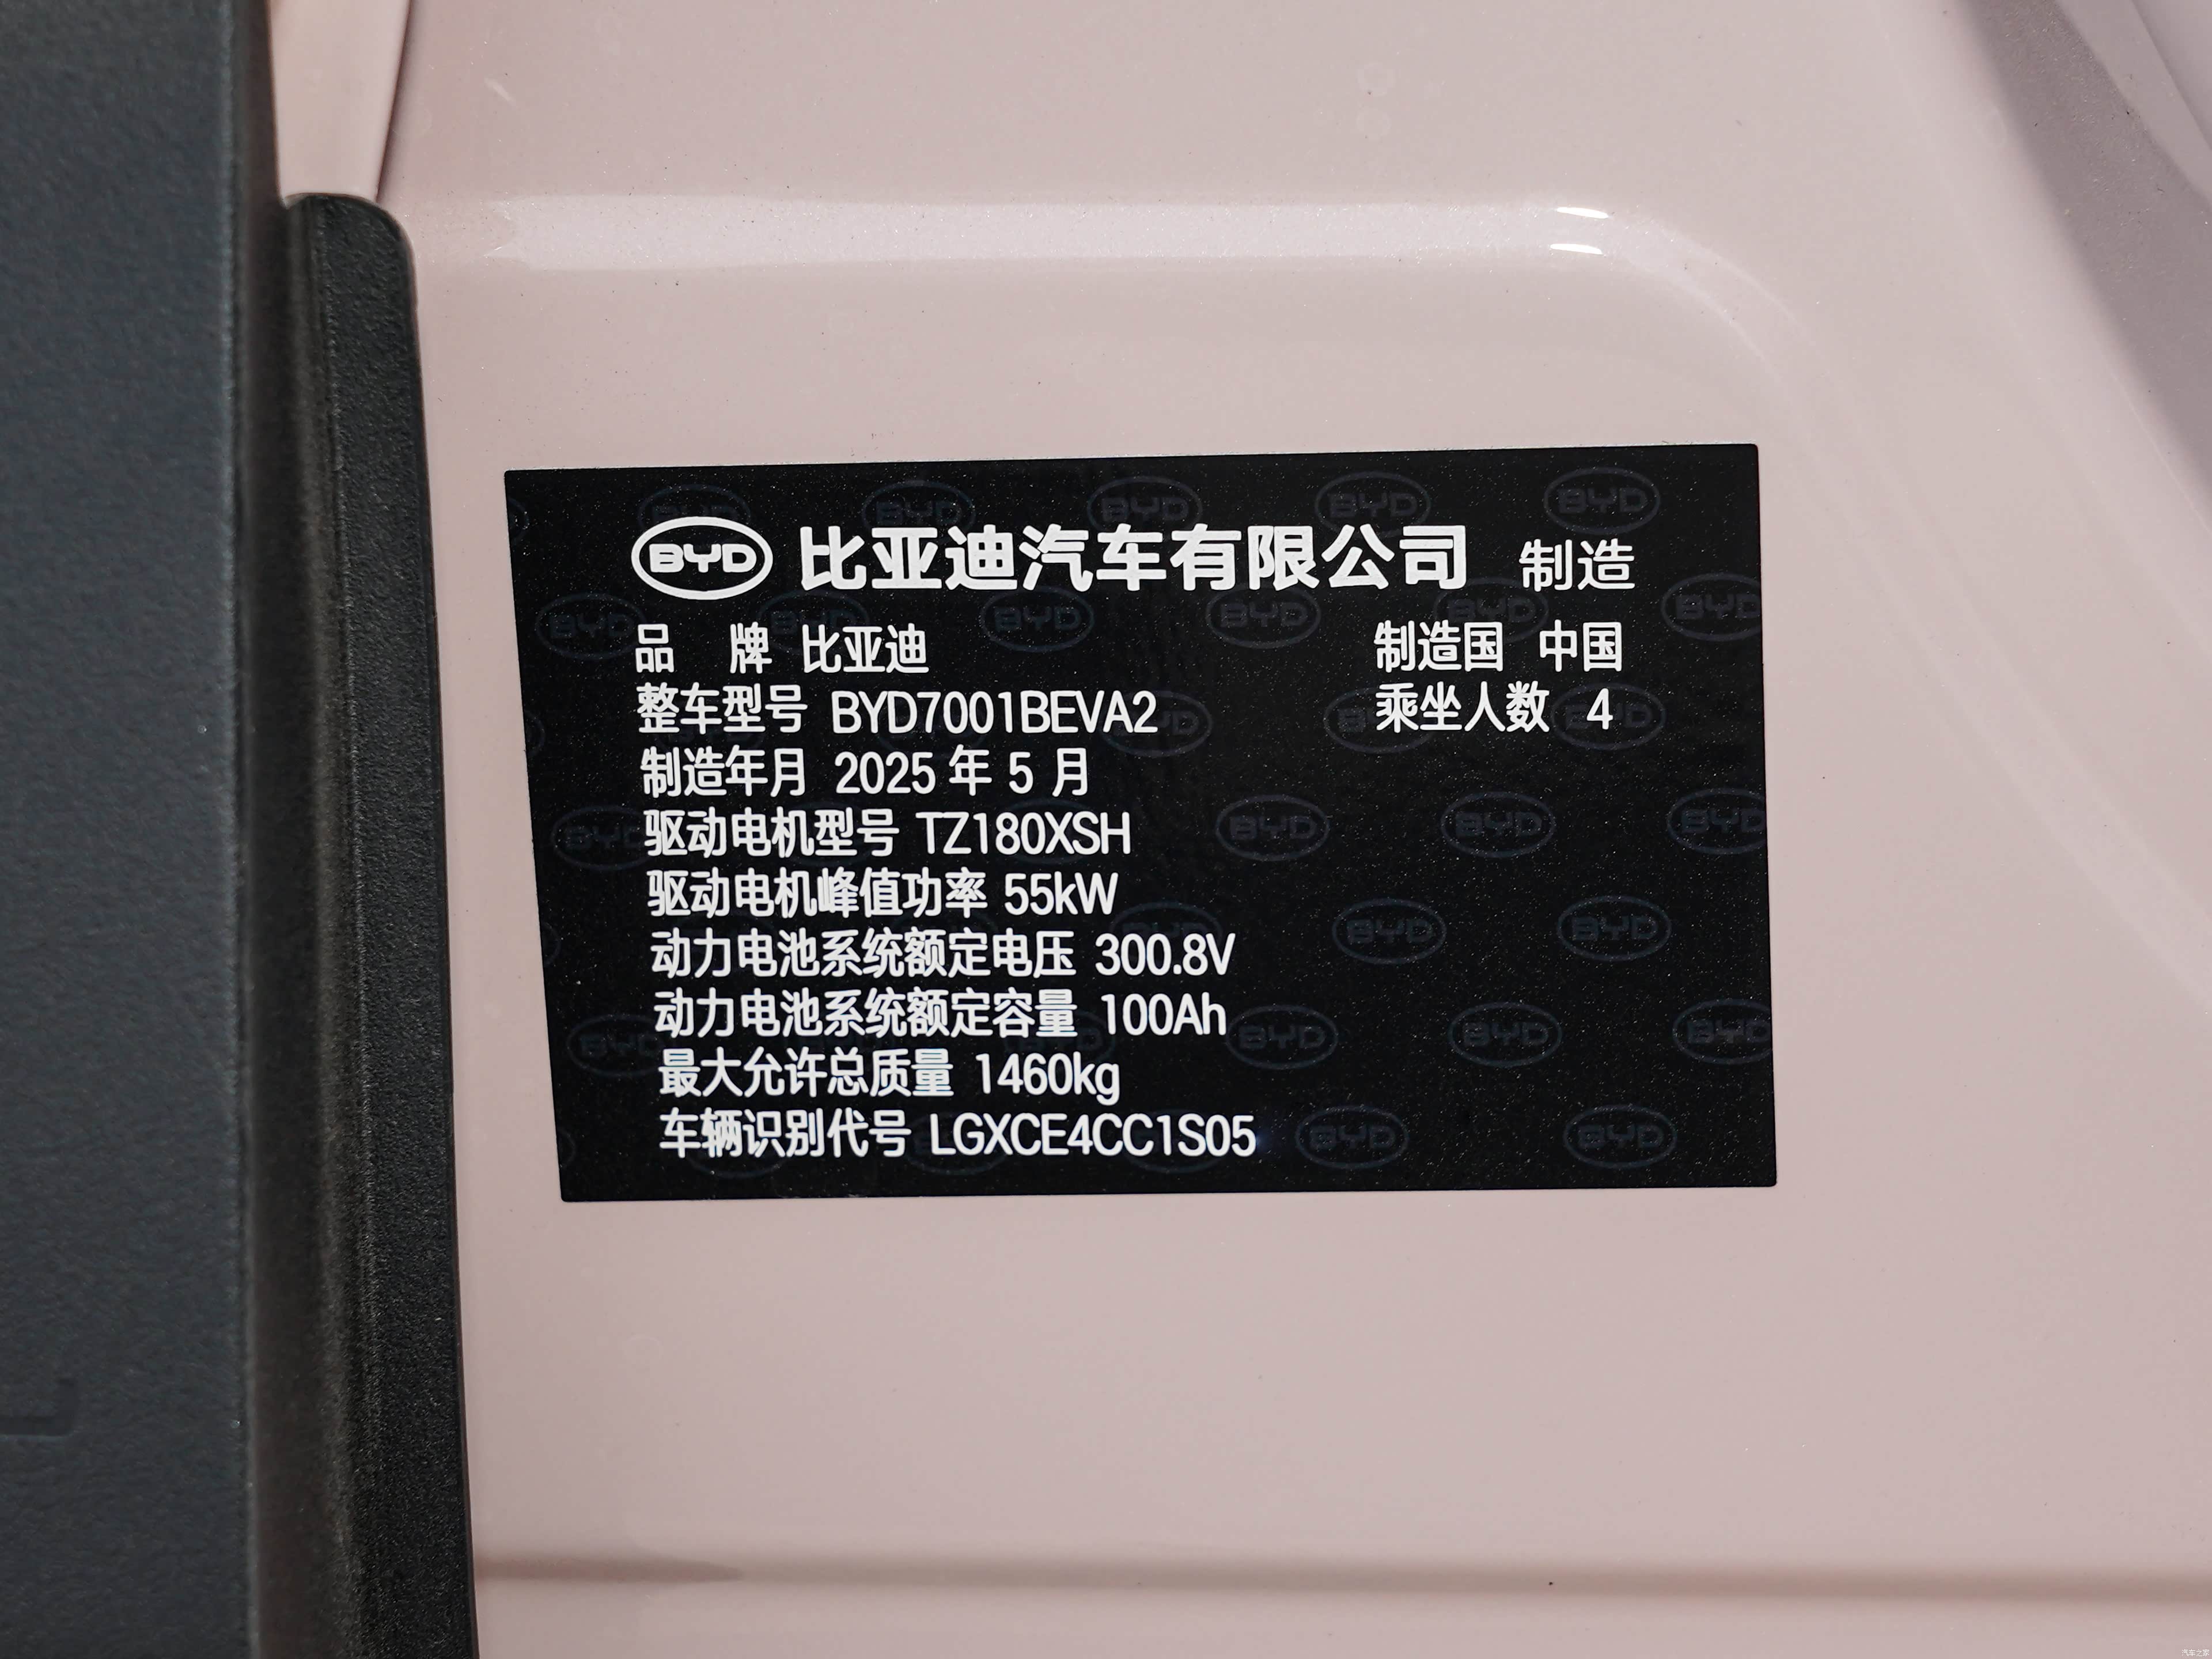 BYD 比亚迪汽车有限公司 制造
品 牌 比亚迪 制造国 中国
整车型号 BYD7001BEVA2 乘坐人数 4
制造年月 2025 年 5 月
驱动电机型号 TZ180XSH
驱动电机峰值功率 55kW
动力电池系统额定电压 300.8V
动力电池系统额定容量 100Ah
最大允许总质量 1460kg
车辆识别代号 LGXCE4CC1S05
汽车之家